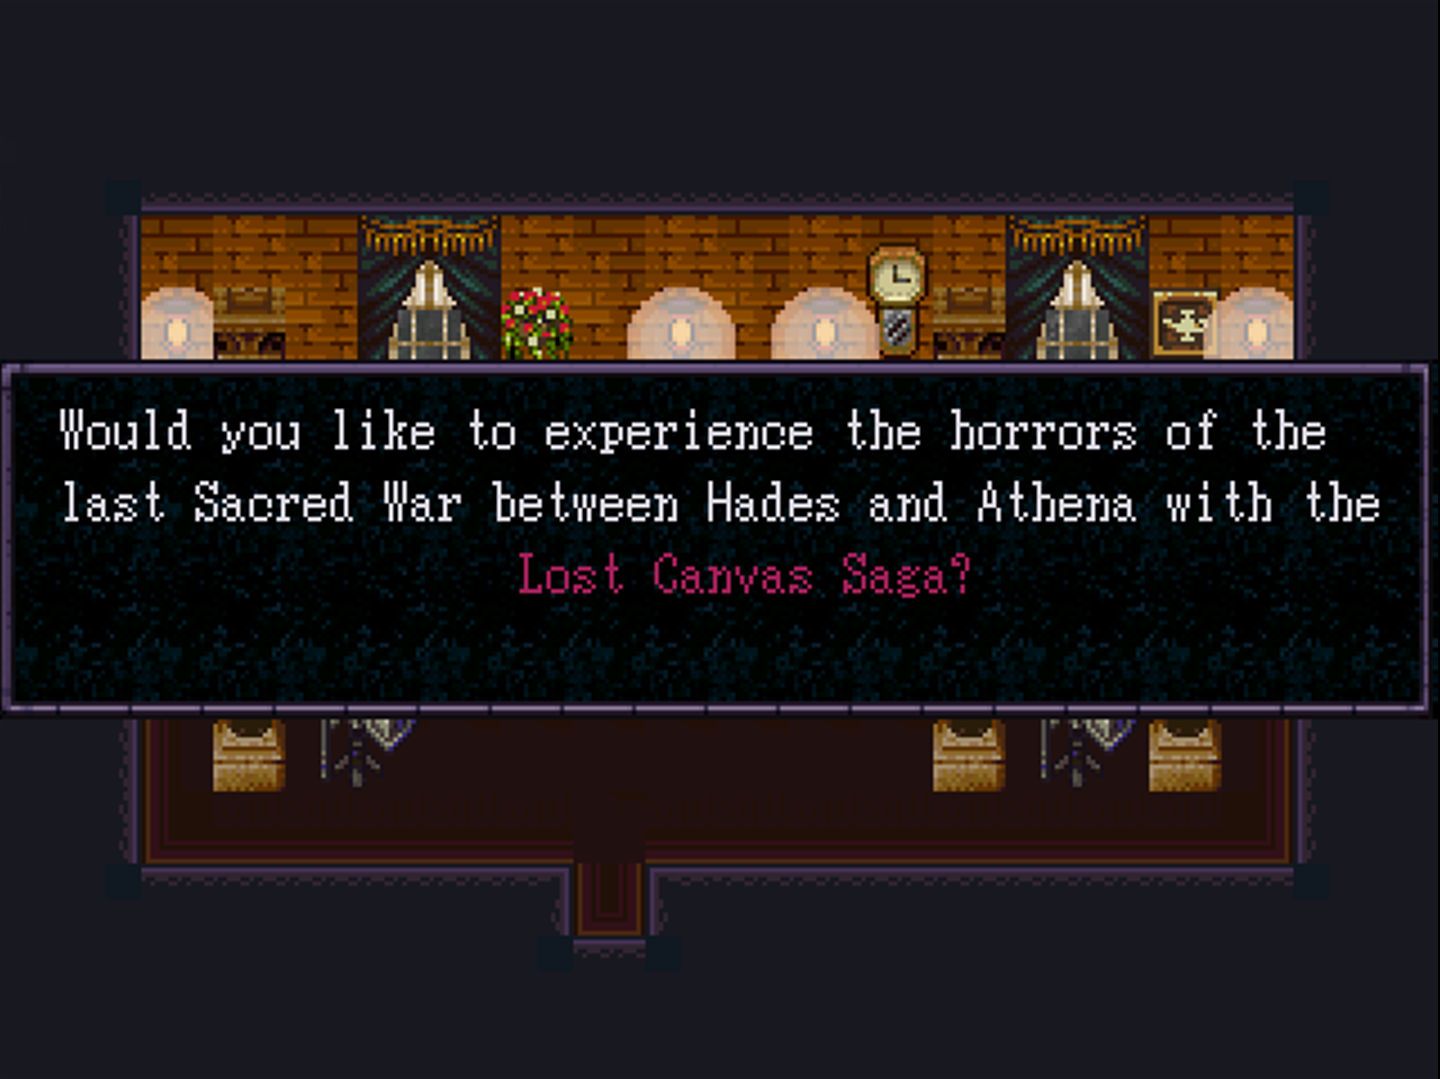 Would you like to experience the horrors of the
last Sacred War between Hades and Athena with the
Lost Canvas Saga?